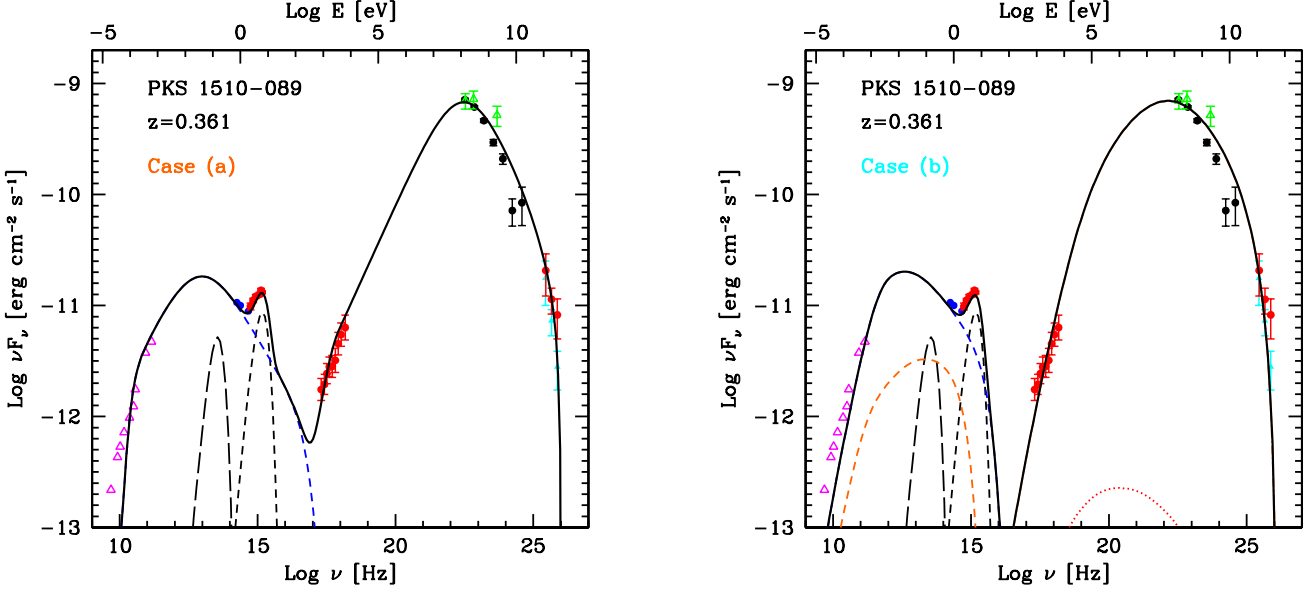 Log E [eV]
−5 0 5 10
PKS 1510−089
z=0.361
Case (a)
−9
−10
−11
−12
−13
Log νFν [erg cm−2 s−1]
10 15 20 25
Log ν [Hz]
Log E [eV]
−5 0 5 10
PKS 1510−089
z=0.361
Case (b)
−9
−10
−11
−12
−13
Log νFν [erg cm−2 s−1]
10 15 20 25
Log ν [Hz]